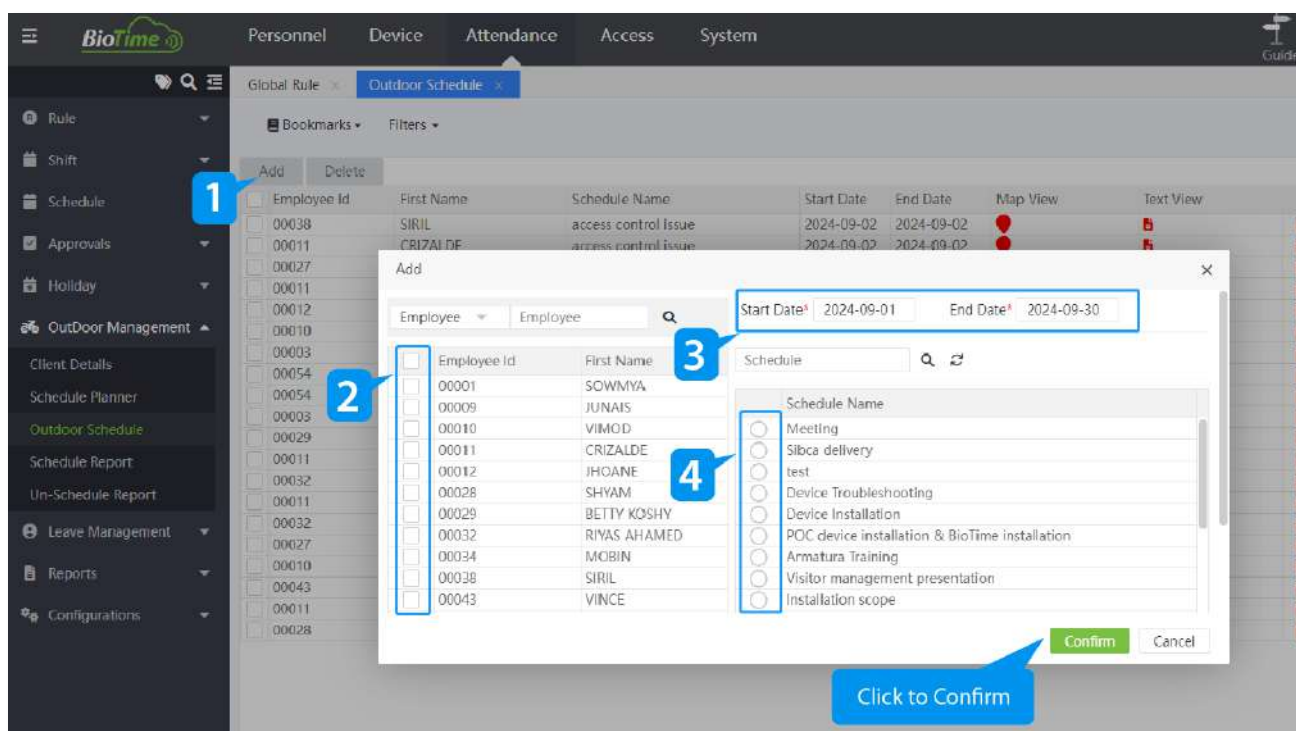 BioTime
Personnel Device Attendance Access System
Guide
Global Rule × Outdoor Schedule ×
Rule
Bookmarks Filters
Shift
Add Delete
1
Schedule
Employee Id First Name Schedule Name Start Date End Date Map View Text View
00038 SIRIL access control issue 2024-09-02 2024-09-02
Approvals
00011 CRIZALDE access control issue 2024-09-02 2024-09-02
00027
00011
00012
00010
00003
00054
00054
00003
00029
00011
00032
00011
00032
00027
00010
00043
00011
00028
Holiday
OutDoor Management
Client Details
Schedule Planner
Outdoor Schedule
Schedule Report
Un-Schedule Report
Leave Management
Reports
Configurations
Add ×
Employee Employee
Start Date* 2024-09-01 End Date* 2024-09-30
3
2
Employee Id First Name
00001 SOWMYA
00009 JUNAIS
00010 VIMOD
00011 CRIZALDE
00012 JHOANE
00028 SHYAM
00029 BETTY KOSHY
00032 RIYAS AHAMED
00034 MOBIN
00038 SIRIL
00043 VINCE
Schedule
4
Schedule Name
Meeting
Sibca delivery
test
Device Troubleshooting
Device Installation
POC device installation & BioTime installation
Armatura Training
Visitor management presentation
Installation scope
Confirm Cancel
Click to Confirm